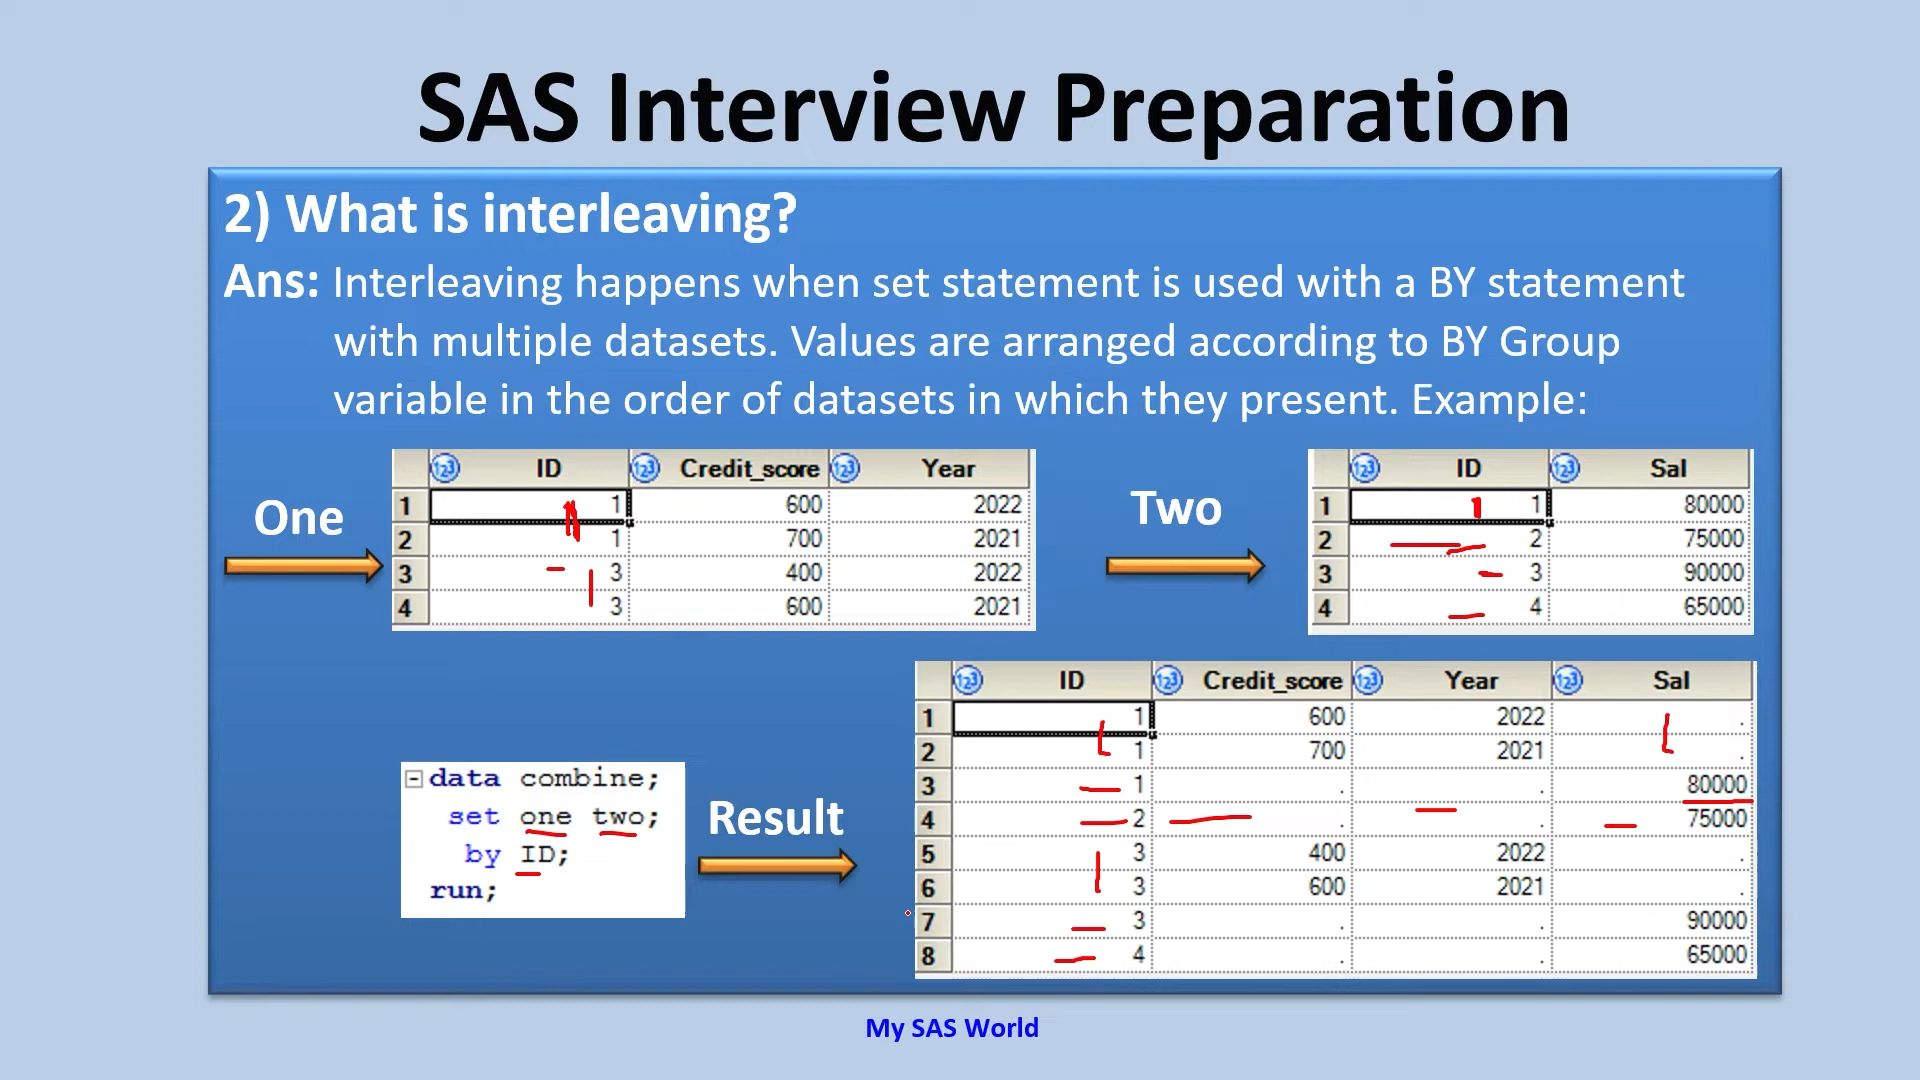 SAS Interview Preparation
2) What is interleaving?
Ans: Interleaving happens when set statement is used with a BY statement
with multiple datasets. Values are arranged according to BY Group
variable in the order of datasets in which they present. Example:
One
ID Credit_score Year
1 1 600 2022
2 1 700 2021
3 3 400 2022
4 3 600 2021
Two
ID Sal
1 1 80000
2 2 75000
3 3 90000
4 4 65000
data combine;
set one two;
by ID;
run;
Result
ID Credit_score Year Sal
1 1 600 2022 .
2 1 700 2021 .
3 1 . . 80000
4 2 . . 75000
5 3 400 2022 .
6 3 600 2021 .
7 3 . . 90000
8 4 . . 65000
My SAS World